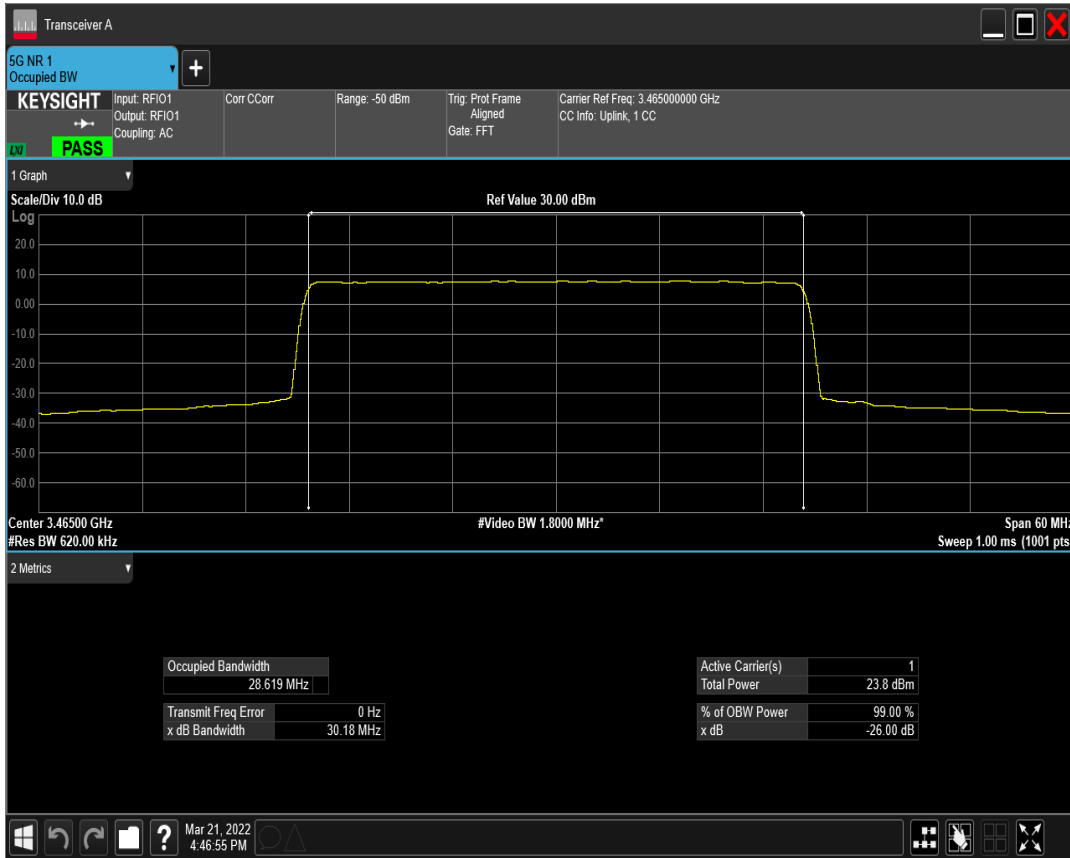 Transceiver A
5G NR 1
Occupied BW
+
KEYSIGHT
LXI
PASS
Input: RFIO1
Output: RFIO1
Coupling: AC
Corr CCorr
Range: -50 dBm
Trig: Prot Frame
Aligned
Gate: FFT
Carrier Ref Freq: 3.465000000 GHz
CC Info: Uplink, 1 CC
1 Graph
Scale/Div 10.0 dB
Ref Value 30.00 dBm
Log
20.0
10.0
0.00
-10.0
-20.0
-30.0
-40.0
-50.0
-60.0
Center 3.46500 GHz
#Video BW 1.8000 MHz*
Span 60 MHz
#Res BW 620.00 kHz
Sweep 1.00 ms (1001 pts
2 Metrics
Occupied Bandwidth
28.619 MHz
Transmit Freq Error 0 Hz
x dB Bandwidth 30.18 MHz
Active Carrier(s) 1
Total Power 23.8 dBm
% of OBW Power 99.00 %
x dB -26.00 dB
?
Mar 21, 2022
4:46:55 PM